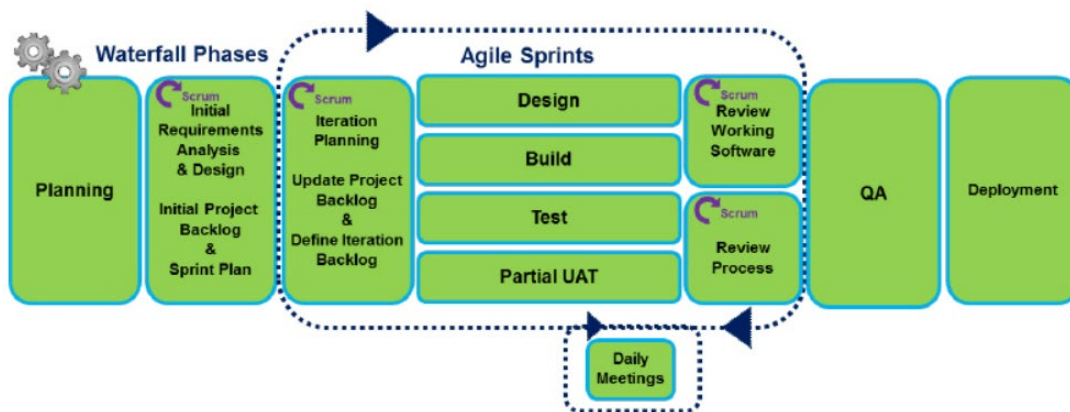 Waterfall Phases
Agile Sprints
Planning
Scrum
Initial
Requirements
Analysis
& Design
Initial Project
Backlog
&
Sprint Plan
Scrum
Iteration
Planning
Update Project
Backlog
&
Define Iteration
Backlog
Design
Build
Test
Partial UAT
Scrum
Review
Working
Software
Scrum
Review
Process
QA
Deployment
Daily
Meetings